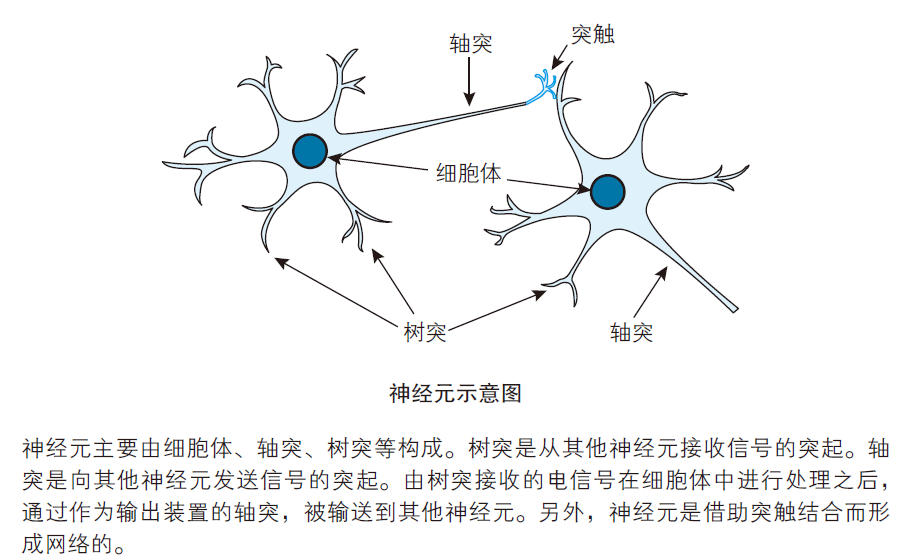 突触
轴突
细胞体
树突
轴突
神经元示意图
神经元主要由细胞体、轴突、树突等构成。树突是从其他神经元接收信号的突起。轴
突是向其他神经元发送信号的突起。由树突接收的电信号在细胞体中进行处理之后，
通过作为输出装置的轴突，被输送到其他神经元。另外，神经元是借助突触结合而形
成网络的。